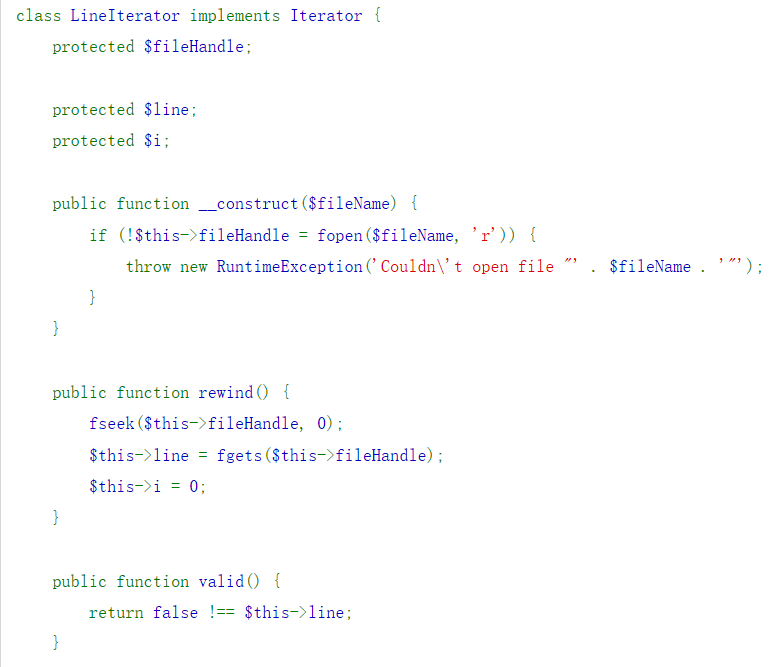 class LineIterator implements Iterator {
    protected $fileHandle;

    protected $line;
    protected $i;

    public function __construct($fileName) {
        if (!$this->fileHandle = fopen($fileName, 'r')) {
            throw new RuntimeException('Couldn\'t open file "' . $fileName . '"');
        }
    }

    public function rewind() {
        fseek($this->fileHandle, 0);
        $this->line = fgets($this->fileHandle);
        $this->i = 0;
    }

    public function valid() {
        return false !== $this->line;
    }